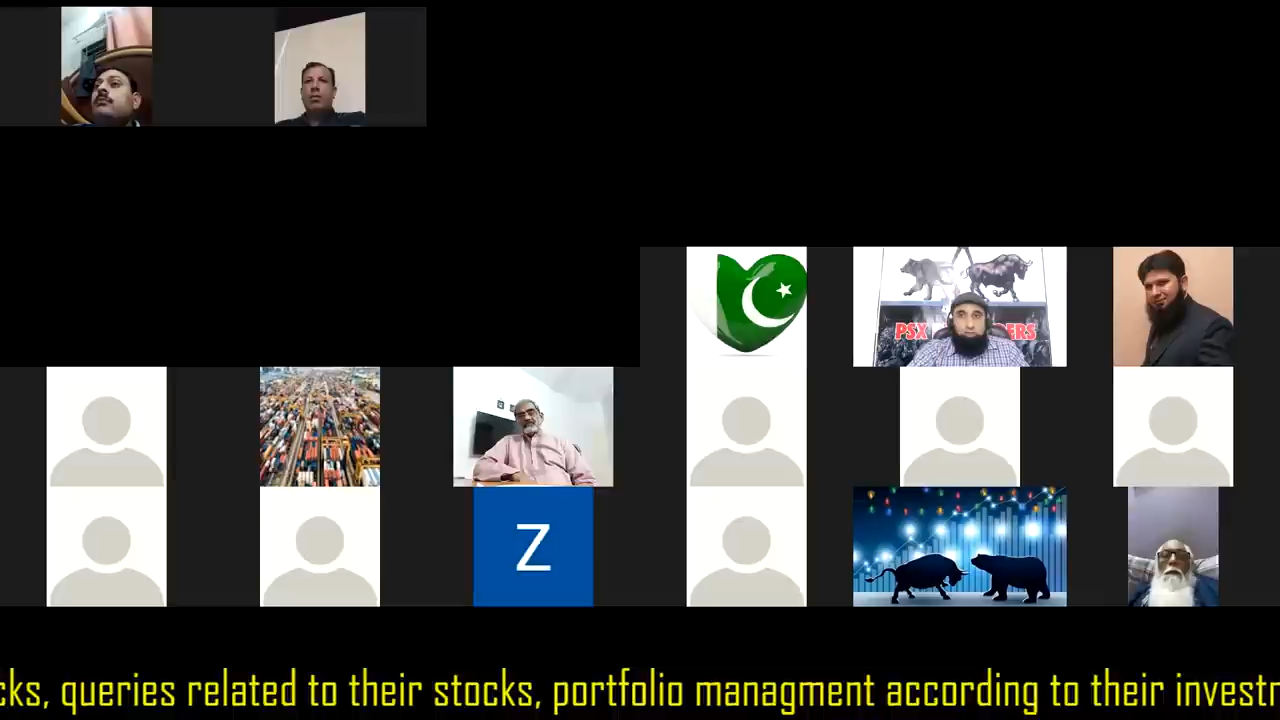 PSX
ERS
Z
cks, queries related to their stocks, portfolio managment according to their investr